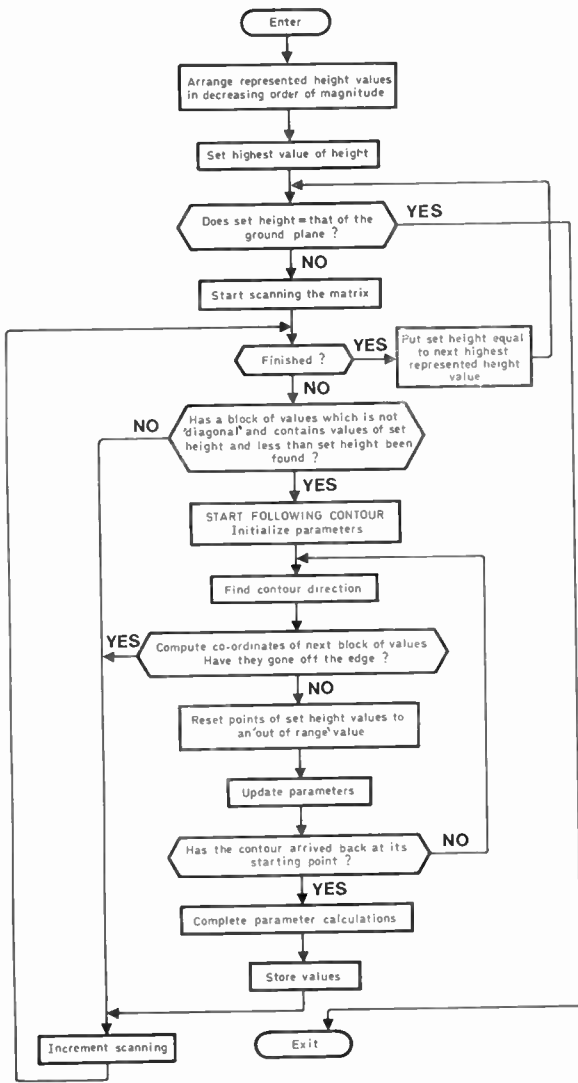 Enter
Arrange represented height values
in decreasing order of magnitude
Set highest value of height
Does set height = that of the
ground plane ?
YES
NO
Start scanning the matrix
Finished ?
YES
Put set height equal
to next highest
represented height
value
NO
Has a block of values which is not
'diagonal' and contains values of set
height and less than set height been
found ?
NO
YES
START FOLLOWING CONTOUR
Initialize parameters
Find contour direction
Compute co-ordinates of next block of values
Have they gone off the edge ?
YES
NO
Reset points of set height values to
an 'out of range' value
Update parameters
Has the contour arrived back at its
starting point ?
NO
YES
Complete parameter calculations
Store values
Increment scanning
Exit